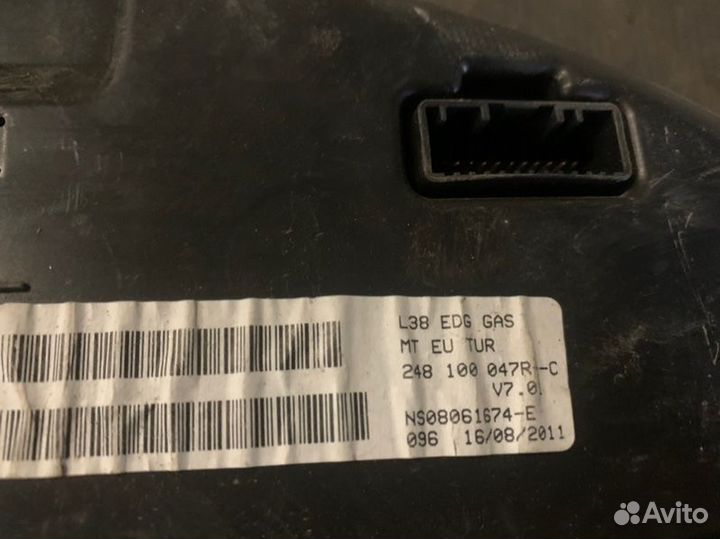 L38 EDG GAS
MT EU TUR
248 100 047R--C
V7.0
NS08061674-E
096 16/08/2011
Avito